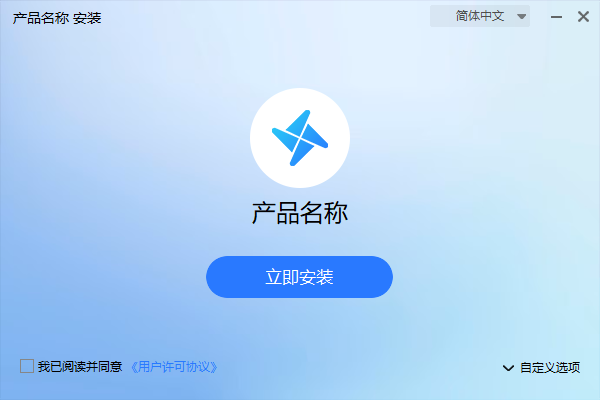 产品名称 安装
简体中文
产品名称
立即安装
我已阅读并同意 《用户许可协议》
自定义选项